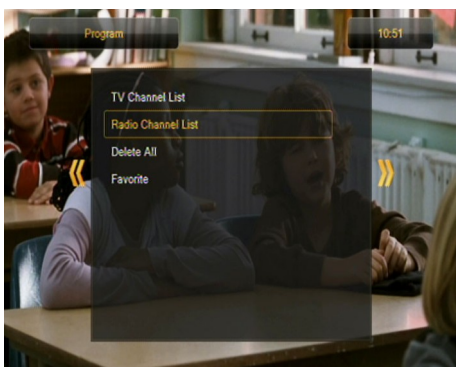 Program
10:51
TV Channel List
Radio Channel List
Delete All
Favorite